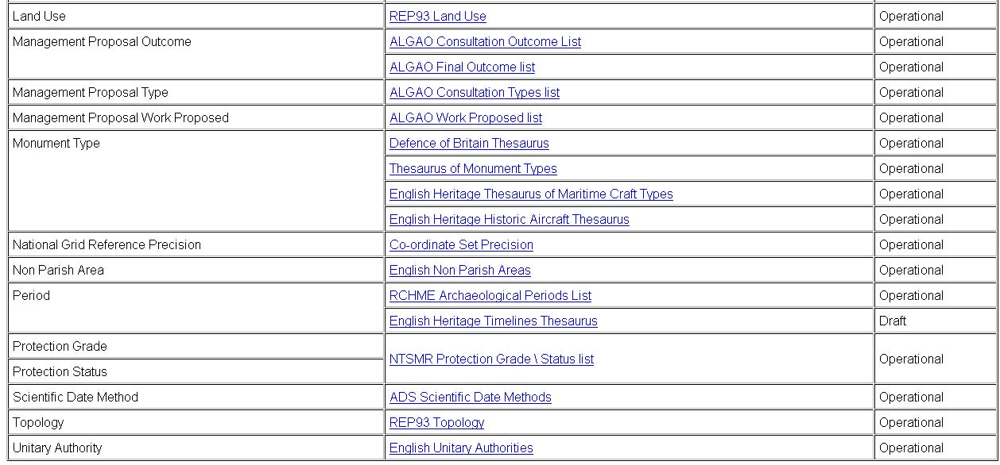 Land Use REP93 Land Use Operational
Management Proposal Outcome ALGAO Consultation Outcome List Operational
ALGAO Final Outcome list Operational
Management Proposal Type ALGAO Consultation Types list Operational
Management Proposal Work Proposed ALGAO Work Proposed list Operational
Monument Type Defence of Britain Thesaurus Operational
Thesaurus of Monument Types Operational
English Heritage Thesaurus of Maritime Craft Types Operational
English Heritage Historic Aircraft Thesaurus Operational
National Grid Reference Precision Co-ordinate Set Precision Operational
Non Parish Area English Non Parish Areas Operational
Period RCHME Archaeological Periods List Operational
English Heritage Timelines Thesaurus Draft
Protection Grade
NTSMR Protection Grade \ Status list Operational
Protection Status
Scientific Date Method ADS Scientific Date Methods Operational
Topology REP93 Topology Operational
Unitary Authority English Unitary Authorities Operational